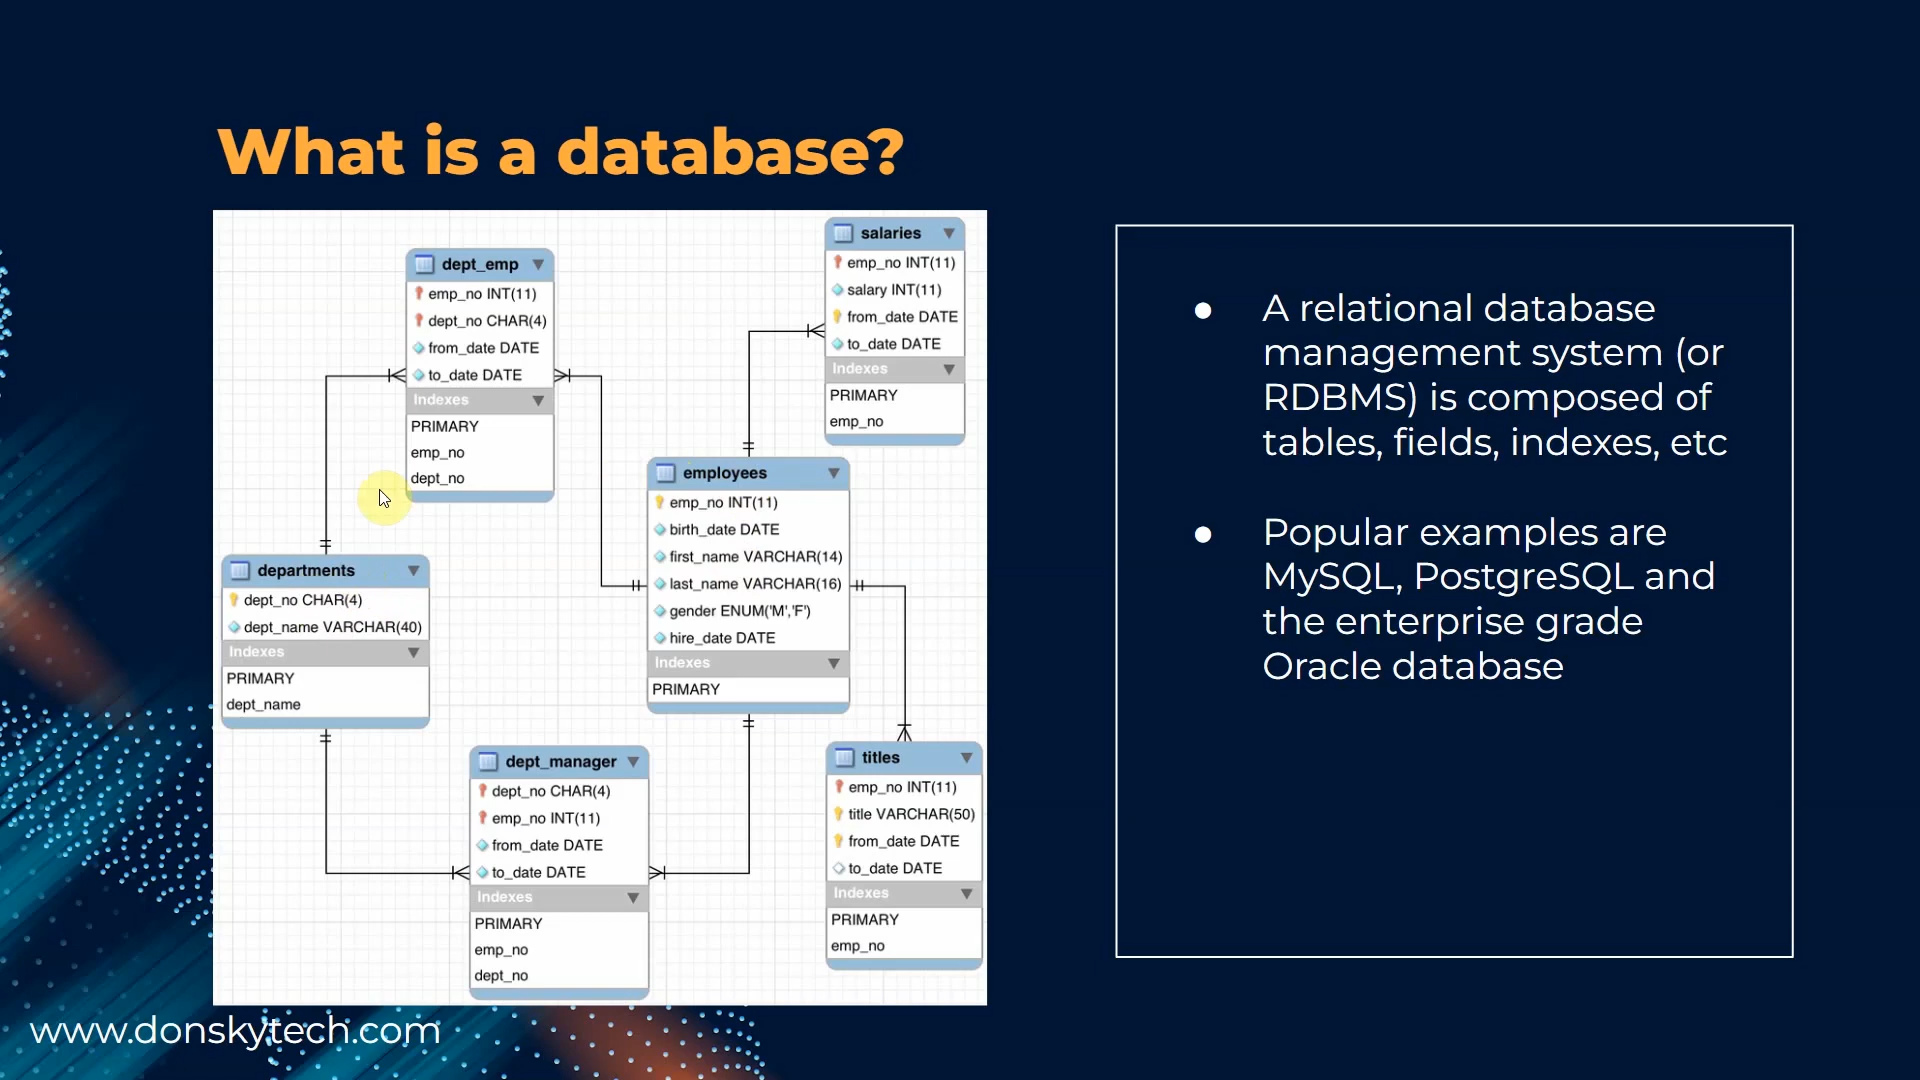 What is a database?
dept_emp
emp_no INT(11)
dept_no CHAR(4)
from_date DATE
to_date DATE
Indexes
PRIMARY
emp_no
dept_no
salaries
emp_no INT(11)
salary INT(11)
from_date DATE
to_date DATE
Indexes
PRIMARY
emp_no
employees
emp_no INT(11)
birth_date DATE
first_name VARCHAR(14)
last_name VARCHAR(16)
gender ENUM('M','F')
hire_date DATE
Indexes
PRIMARY
departments
dept_no CHAR(4)
dept_name VARCHAR(40)
Indexes
PRIMARY
dept_name
dept_manager
dept_no CHAR(4)
emp_no INT(11)
from_date DATE
to_date DATE
Indexes
PRIMARY
emp_no
dept_no
titles
emp_no INT(11)
title VARCHAR(50)
from_date DATE
to_date DATE
Indexes
PRIMARY
emp_no
● A relational database
management system (or
RDBMS) is composed of
tables, fields, indexes, etc
● Popular examples are
MySQL, PostgreSQL and
the enterprise grade
Oracle database
www.donskytech.com